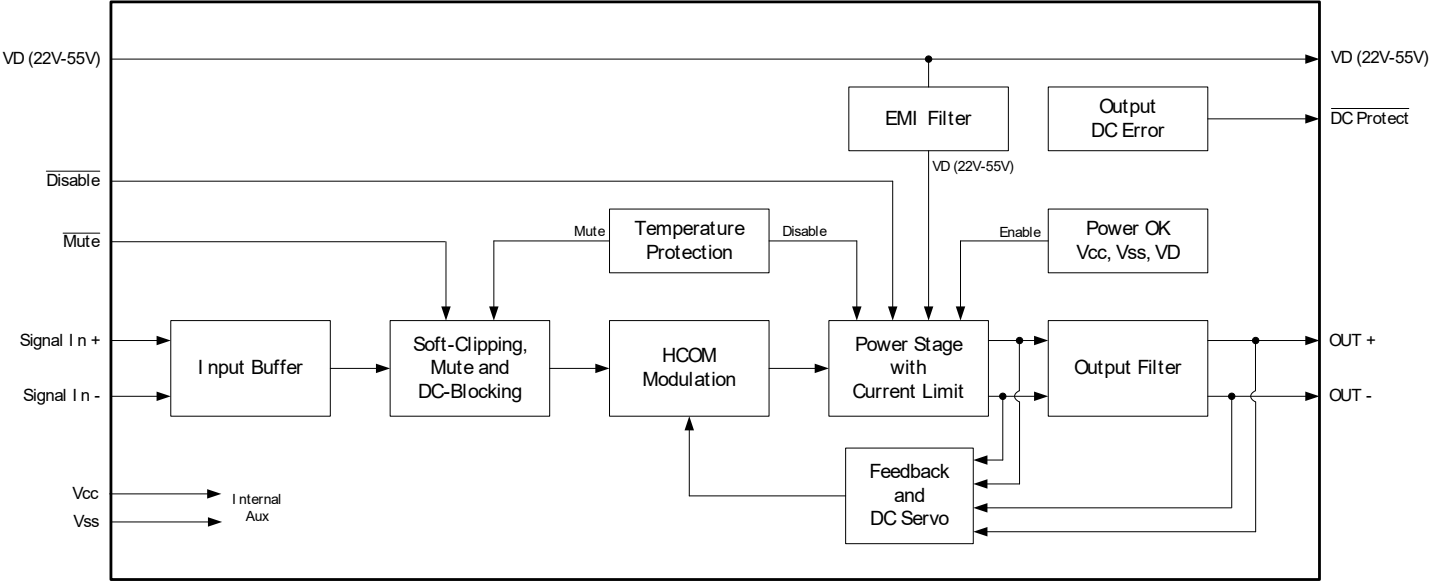 VD (22V-55V)
VD (22V-55V)
EMI Filter
Output
DC Error
DC Protect
VD (22V-55V)
Disable
Mute
Mute
Temperature
Protection
Disable
Enable
Power OK
Vcc, Vss, VD
Signal In +
Signal In -
Input Buffer
Soft-Clipping,
Mute and
DC-Blocking
HCOM
Modulation
Power Stage
with
Current Limit
Output Filter
OUT +
OUT -
Feedback
and
DC Servo
Vcc
Vss
Internal
Aux